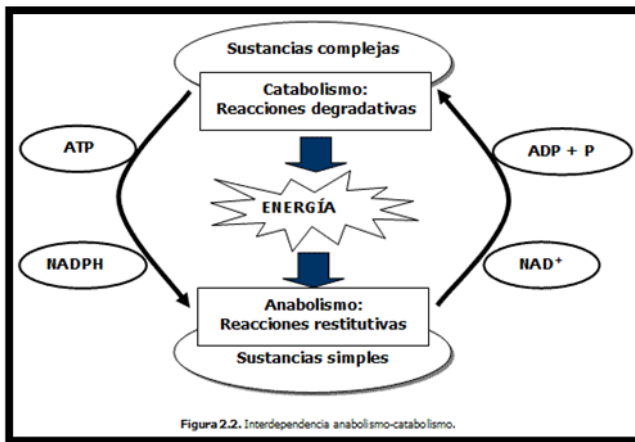 Sustancias complejas
Catabolismo:
Reacciones degradativas
ATP
ADP + P
ENERGÍA
NADPH
NAD⁺
Anabolismo:
Reacciones restitutivas
Sustancias simples
Figura 2.2. Interdependencia anabolismo-catabolismo.